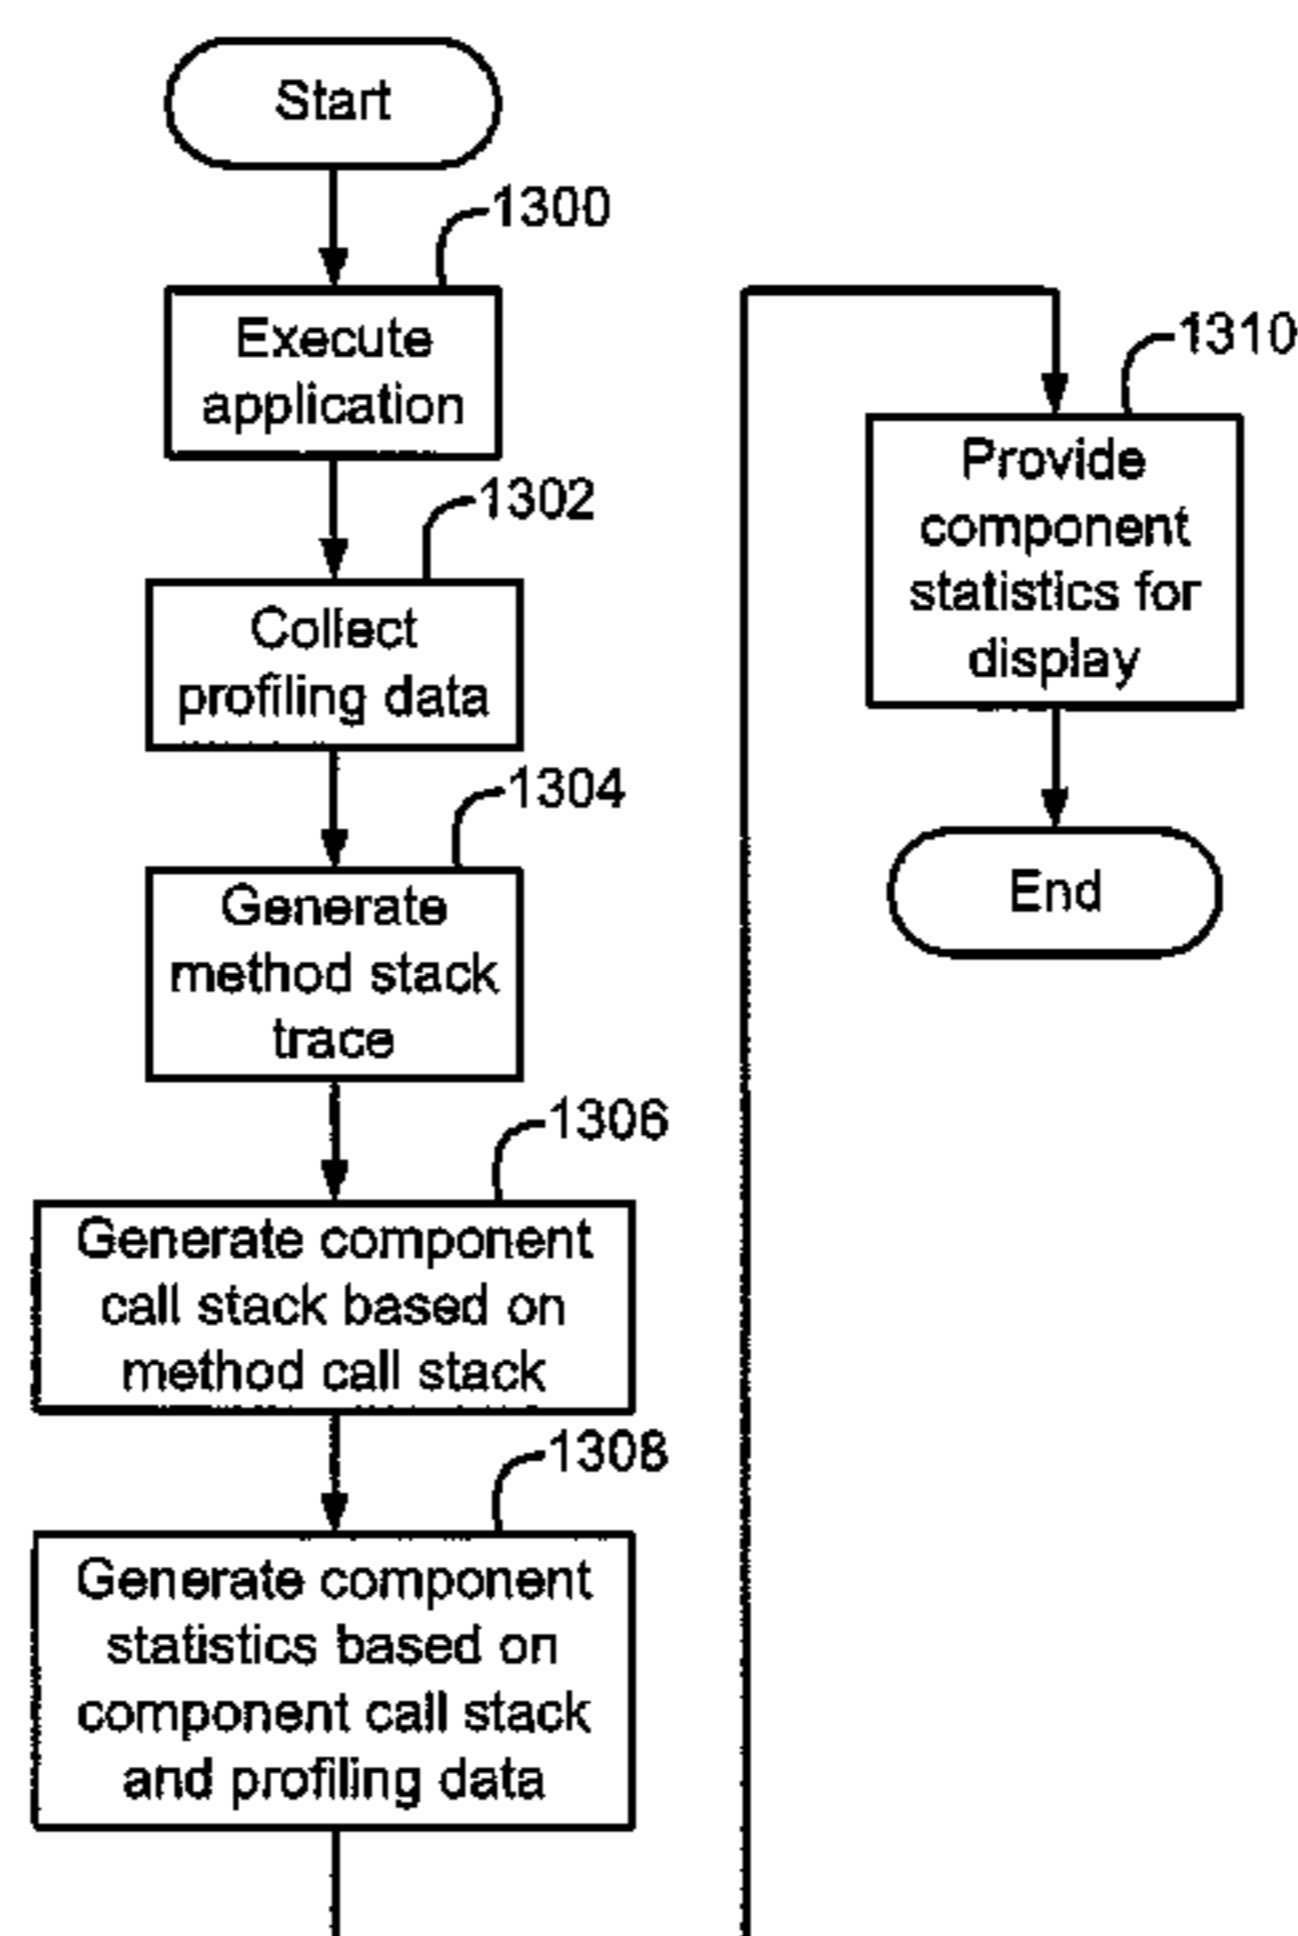 Start
1300
Execute
application
1302
Collect
profiling data
1304
Generate
method stack
trace
1306
Generate component
call stack based on
method call stack
1308
Generate component
statistics based on
component call stack
and profiling data
1310
Provide
component
statistics for
display
End